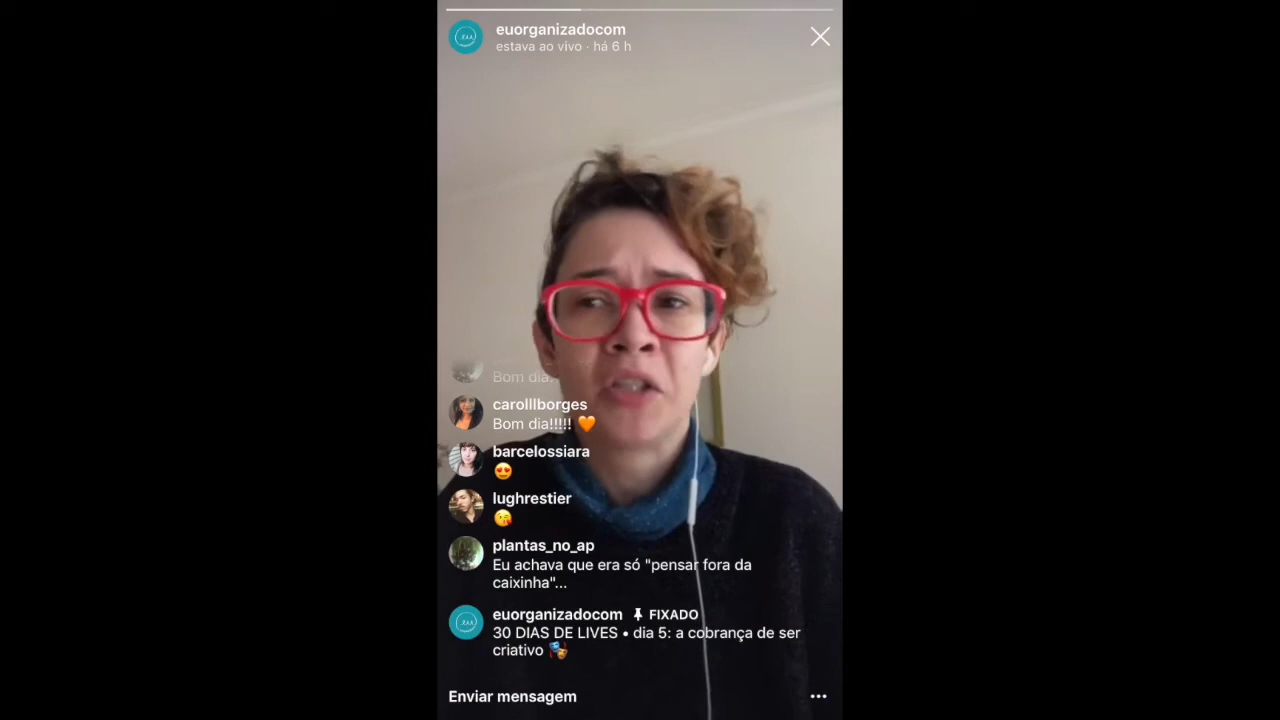 euorganizadocom
estava ao vivo · há 6 h
Bom dia!
carolllborges
Bom dia!!!!! 🧡
barcelossiara
😍
lughrestier
😘
plantas_no_ap
Eu achava que era só "pensar fora da
caixinha"...
euorganizadocom 📌 FIXADO
30 DIAS DE LIVES • dia 5: a cobrança de ser
criativo 🎭
Enviar mensagem